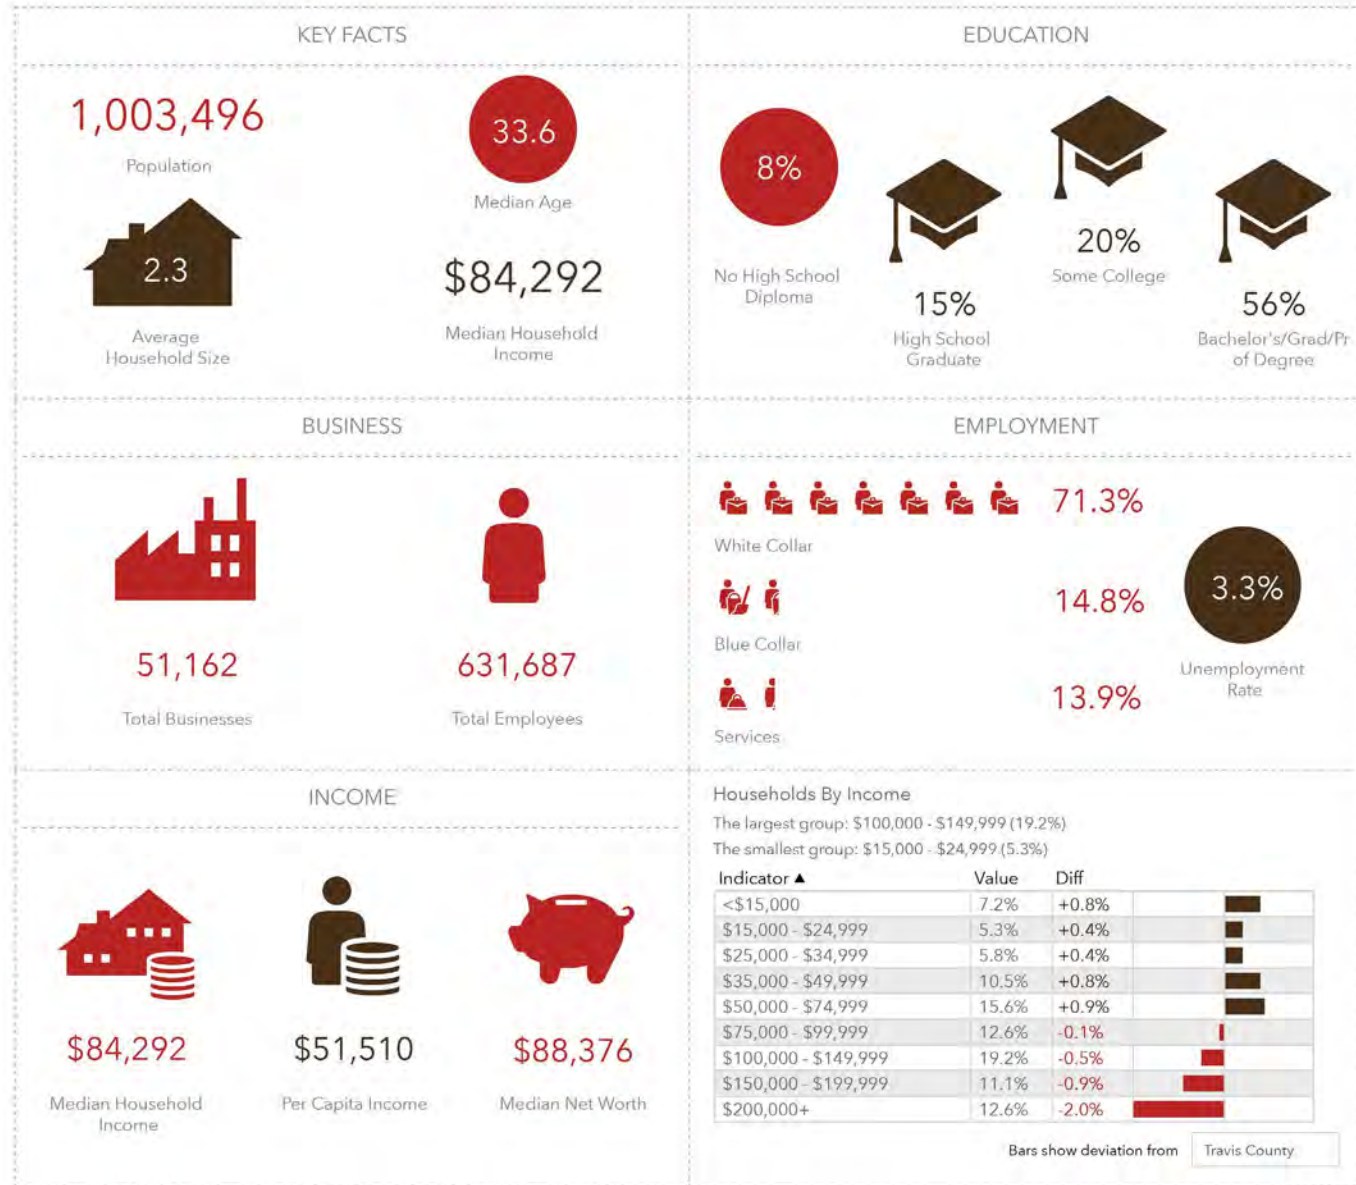 KEY FACTS
1,003,496
Population
33.6
Median Age
2.3
Average
Household Size
$84,292
Median Household
Income
EDUCATION
8%
No High School
Diploma
15%
High School
Graduate
20%
Some College
56%
Bachelor's/Grad/Pr
of Degree
BUSINESS
51,162
Total Businesses
631,687
Total Employees
EMPLOYMENT
71.3%
White Collar
14.8%
Blue Collar
13.9%
Services
3.3%
Unemployment
Rate
INCOME
$84,292
Median Household
Income
$51,510
Per Capita Income
$88,376
Median Net Worth
Households By Income
The largest group: $100,000 - $149,999 (19.2%)
The smallest group: $15,000 - $24,999 (5.3%)
Indicator ▲ Value Diff
<$15,000 7.2% +0.8%
$15,000 - $24,999 5.3% +0.4%
$25,000 - $34,999 5.8% +0.4%
$35,000 - $49,999 10.5% +0.8%
$50,000 - $74,999 15.6% +0.9%
$75,000 - $99,999 12.6% -0.1%
$100,000 - $149,999 19.2% -0.5%
$150,000 - $199,999 11.1% -0.9%
$200,000+ 12.6% -2.0%
Bars show deviation from Travis County